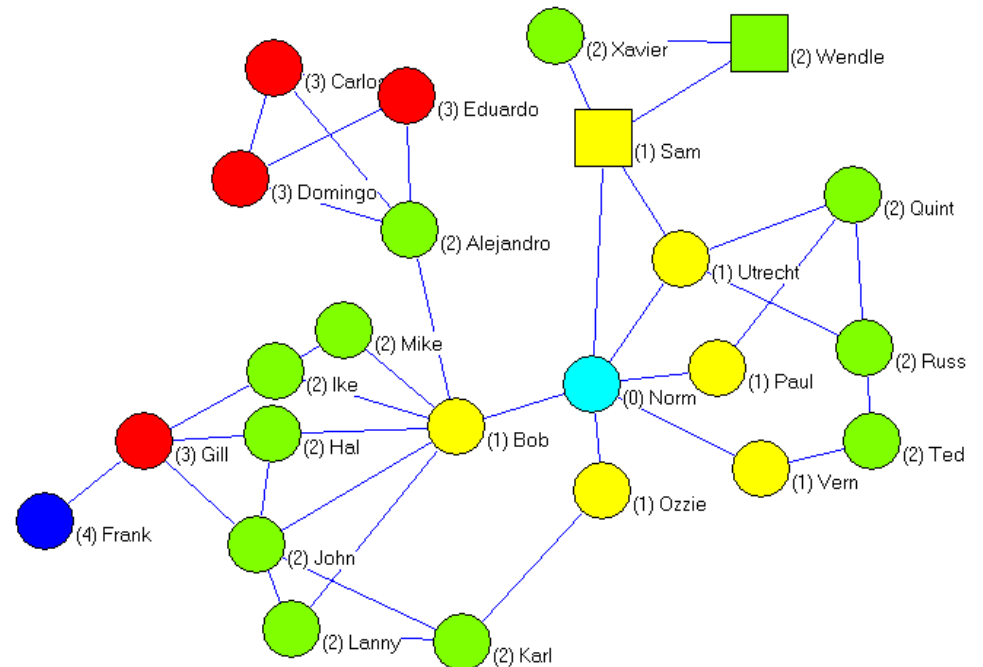 (2) Xavier
(2) Wendle
(3) Carlos
(3) Eduardo
(1) Sam
(3) Domingo
(2) Quint
(2) Alejandro
(1) Utrecht
(2) Mike
(2) Russ
(2) Ike
(1) Paul
(0) Norm
(1) Bob
(3) Gill
(2) Hal
(2) Ted
(1) Vern
(1) Ozzie
(4) Frank
(2) John
(2) Lanny
(2) Karl